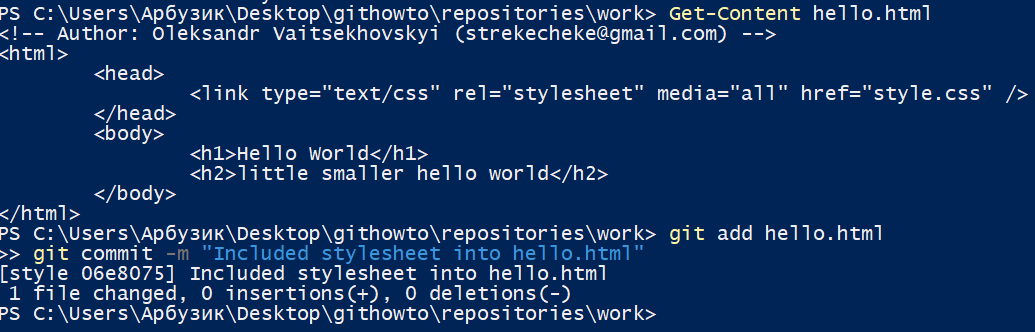 PS C:\Users\Арбузик\Desktop\githowto\repositories\work> Get-Content hello.html
<!-- Author: Oleksandr Vaitsekhovskyi (strekecheke@gmail.com) -->
<html>
        <head>
                <link type="text/css" rel="stylesheet" media="all" href="style.css" />
        </head>
        <body>
                <h1>Hello World</h1>
                <h2>little smaller hello world</h2>
        </body>
</html>
PS C:\Users\Арбузик\Desktop\githowto\repositories\work> git add hello.html
>> git commit -m "Included stylesheet into hello.html"
[style 06e8075] Included stylesheet into hello.html
 1 file changed, 0 insertions(+), 0 deletions(-)
PS C:\Users\Арбузик\Desktop\githowto\repositories\work>